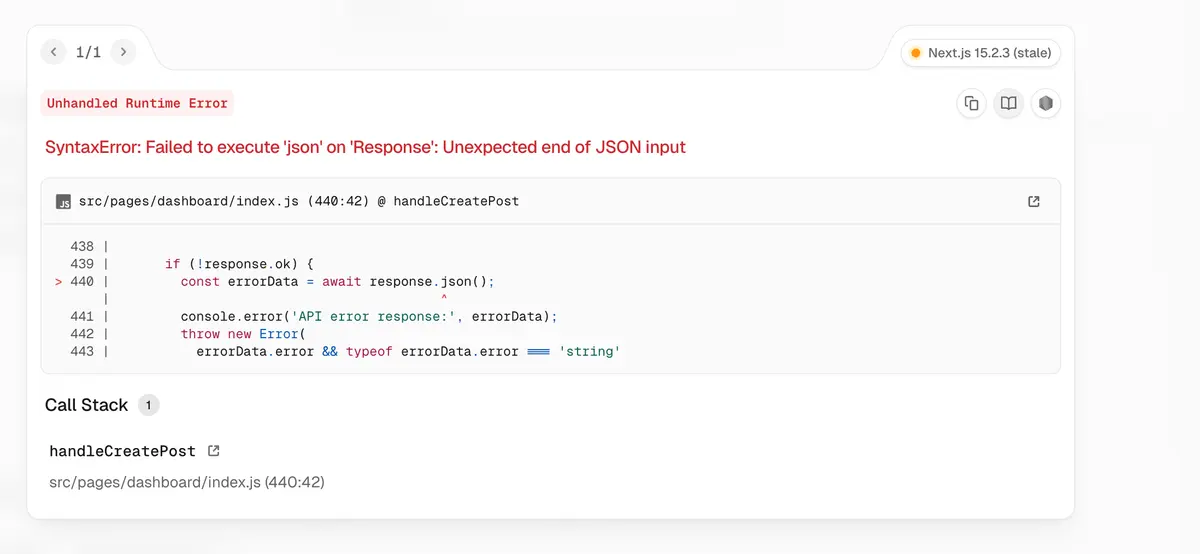 1/1
Next.js 15.2.3 (stale)
Unhandled Runtime Error
SyntaxError: Failed to execute 'json' on 'Response': Unexpected end of JSON input
JS src/pages/dashboard/index.js (440:42) @ handleCreatePost
438 |
439 |       if (!response.ok) {
> 440 |         const errorData = await response.json();
|                                          ^
441 |         console.error('API error response:', errorData);
442 |         throw new Error(
443 |           errorData.error && typeof errorData.error === 'string'
Call Stack 1
handleCreatePost
src/pages/dashboard/index.js (440:42)